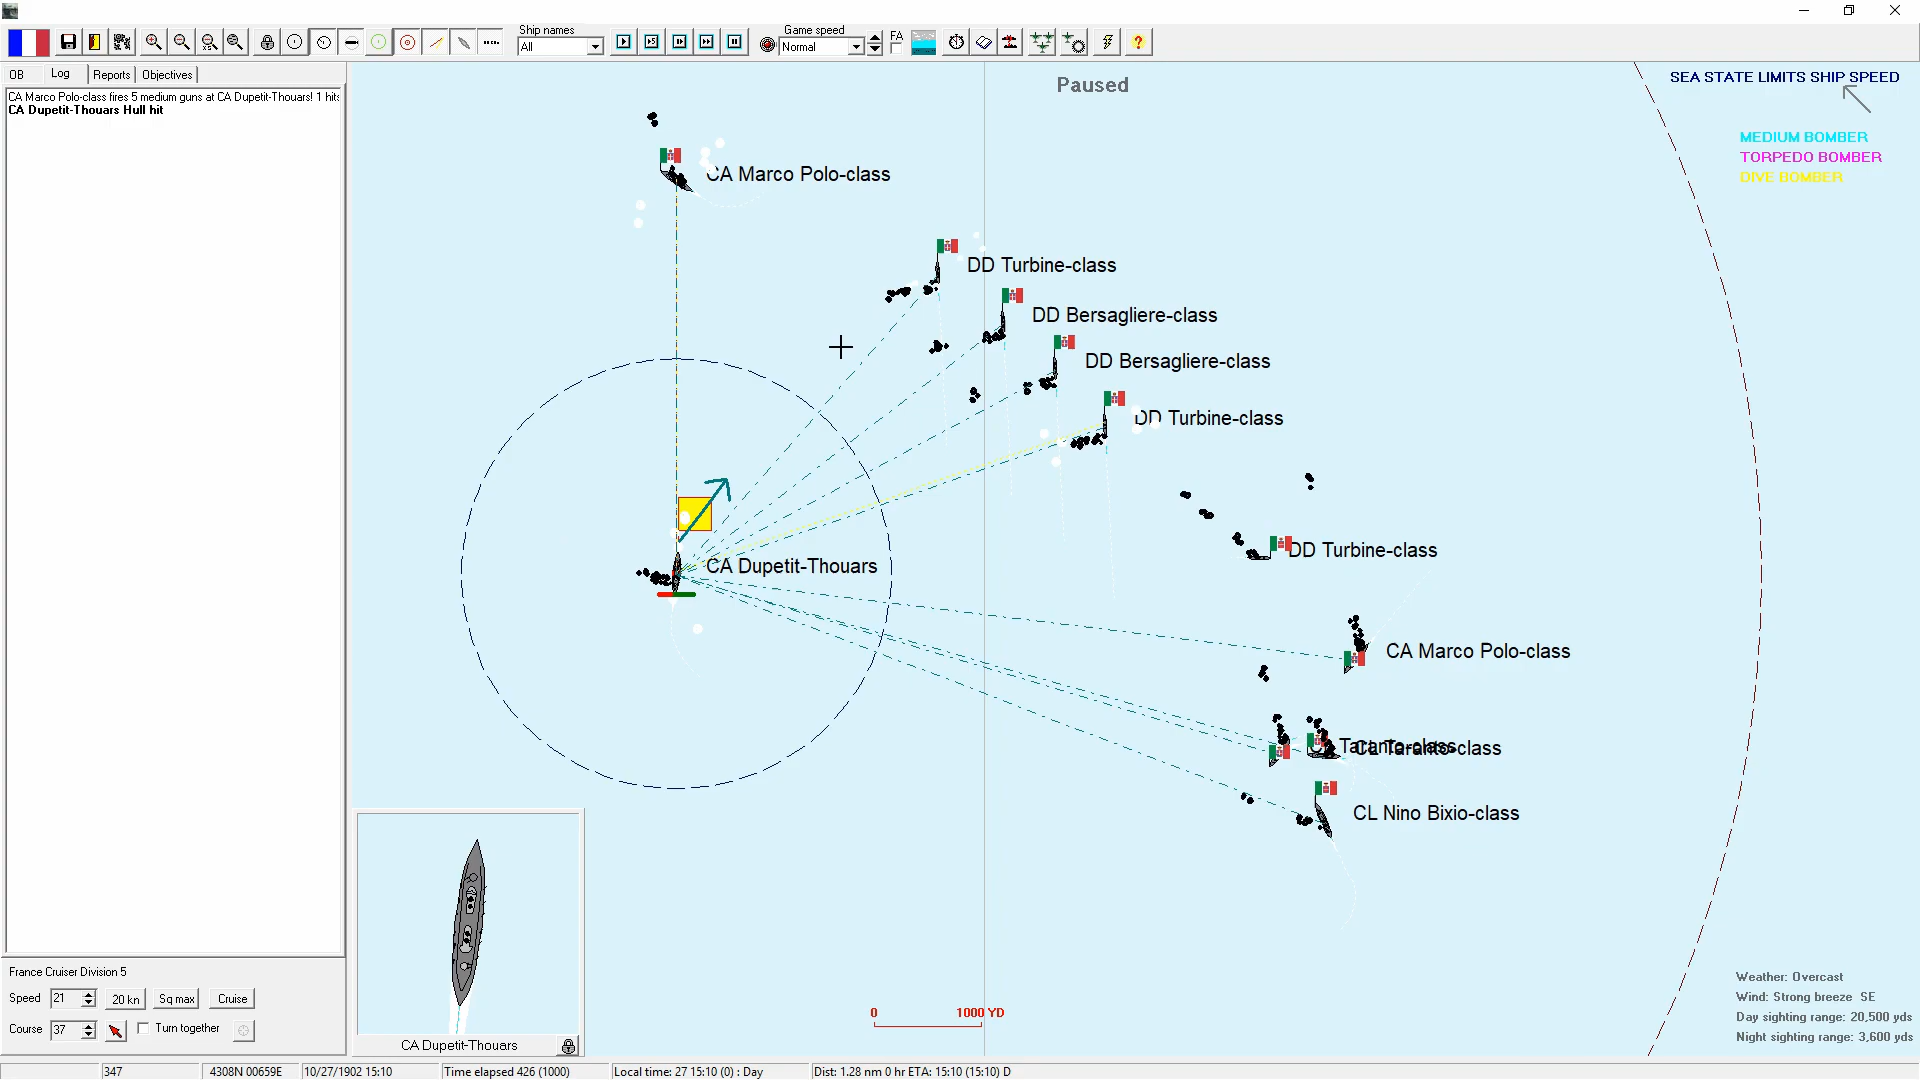 Ship names
All
Game speed
Normal
FA
OB
Log
Reports
Objectives
CA Marco Polo-class fires 5 medium guns at CA Dupetit-Thouars! 1 hits
CA Dupetit-Thouars Hull hit
Paused
SEA STATE LIMITS SHIP SPEED
MEDIUM BOMBER
TORPEDO BOMBER
DIVE BOMBER
CA Marco Polo-class
DD Turbine-class
DD Bersagliere-class
DD Bersagliere-class
DD Turbine-class
DD Turbine-class
CA Dupetit-Thouars
CA Marco Polo-class
Taranto-class
CL Taranto-class
CL Nino Bixio-class
0 1000 YD
Weather: Overcast
Wind: Strong breeze SE
Day sighting range: 20,500 yds
Night sighting range: 3,600 yds
France Cruiser Division 5
Speed 21 20 kn Sq max Cruise
Course 37 Turn together
CA Dupetit-Thouars
347 4308N 00659E 10/27/1902 15:10 Time elapsed 426 (1000) Local time: 27 15:10 (0) : Day Dist: 1.28 nm 0 hr ETA: 15:10 (15:10) D